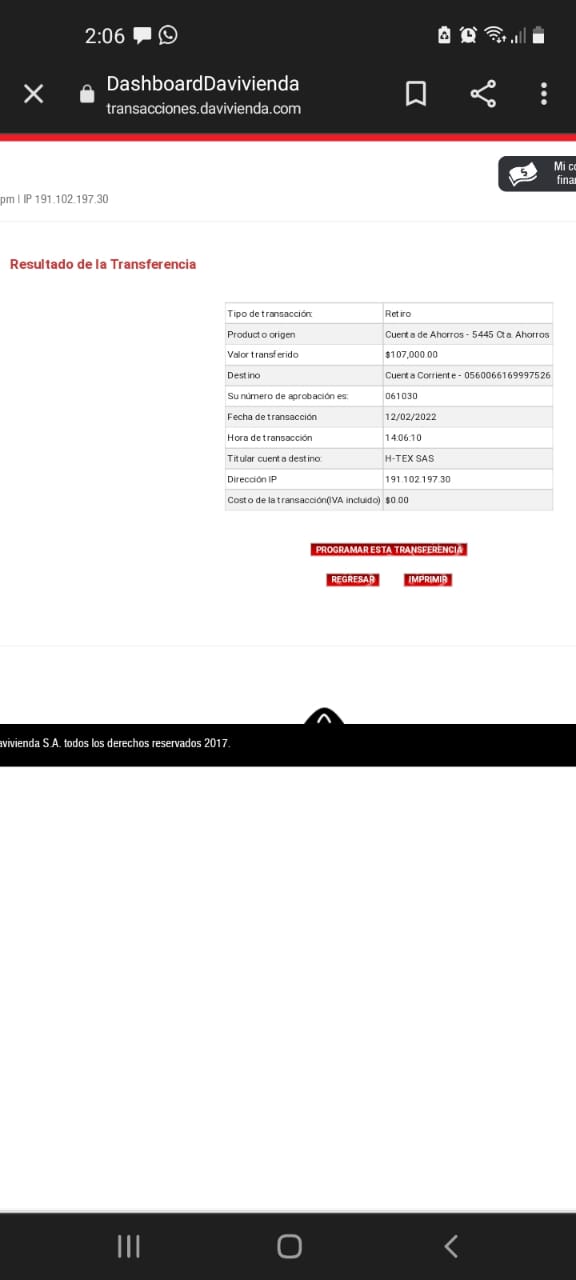 2:06
DashboardDavivienda
transacciones.davivienda.com
Mi co
finan
pm | IP 191.102.197.30
Resultado de la Transferencia
Tipo de transacción: Retiro
Producto origen Cuenta de Ahorros - 5445 Cta. Ahorros
Valor transferido $107,000.00
Destino Cuenta Corriente - 0560066169997526
Su número de aprobación es: 061030
Fecha de transacción 12/02/2022
Hora de transacción 14:06:10
Titular cuenta destino: H-TEX SAS
Dirección IP 191.102.197.30
Costo de la transacción(IVA incluido) $0.00
PROGRAMAR ESTA TRANSFERENCIA
REGRESAR IMPRIMIR
avivienda S.A. todos los derechos reservados 2017.